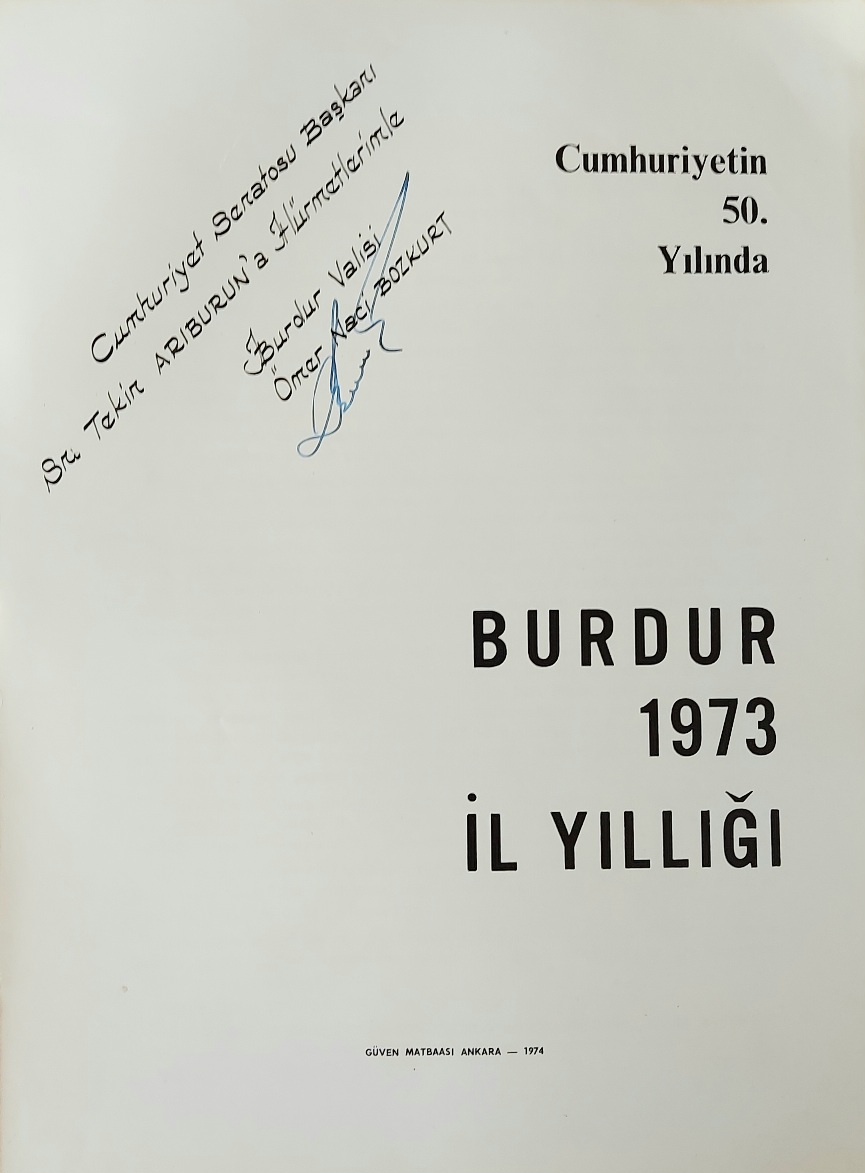 Cumhuriyet Senatosu Başkanı
Sn. Tekin ARIBURUN'a Hürmetlerimle
Burdur Valisi
Ömer Naci BOZKURT
Cumhuriyetin
50.
Yılında
BURDUR
1973
İL YILLIĞI
GÜVEN MATBAASI ANKARA — 1974